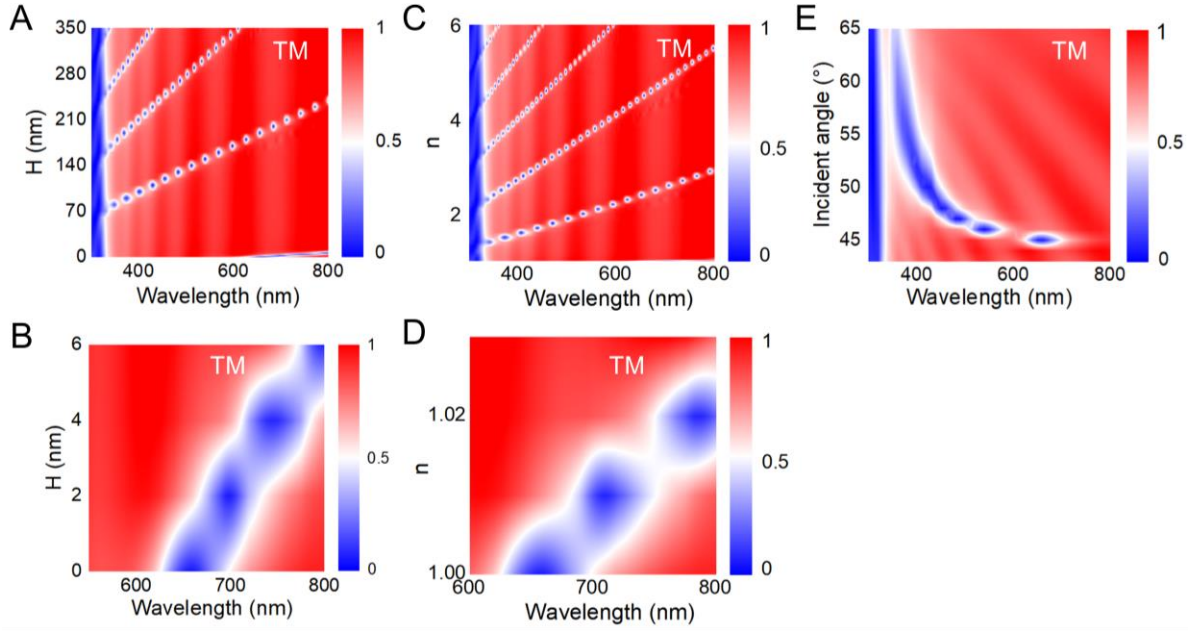 A
350
280
210
140
70
0
H (nm)
TM
400
600
800
Wavelength (nm)
1
0.5
0
C
6
4
2
n
TM
400
600
800
Wavelength (nm)
1
0.5
0
E
65
60
55
50
45
Incident angle (°)
TM
400
600
800
Wavelength (nm)
1
0.5
0
B
6
4
2
0
H (nm)
TM
600
700
800
Wavelength (nm)
1
0.5
0
D
1.02
1.00
n
TM
600
700
800
Wavelength (nm)
1
0.5
0